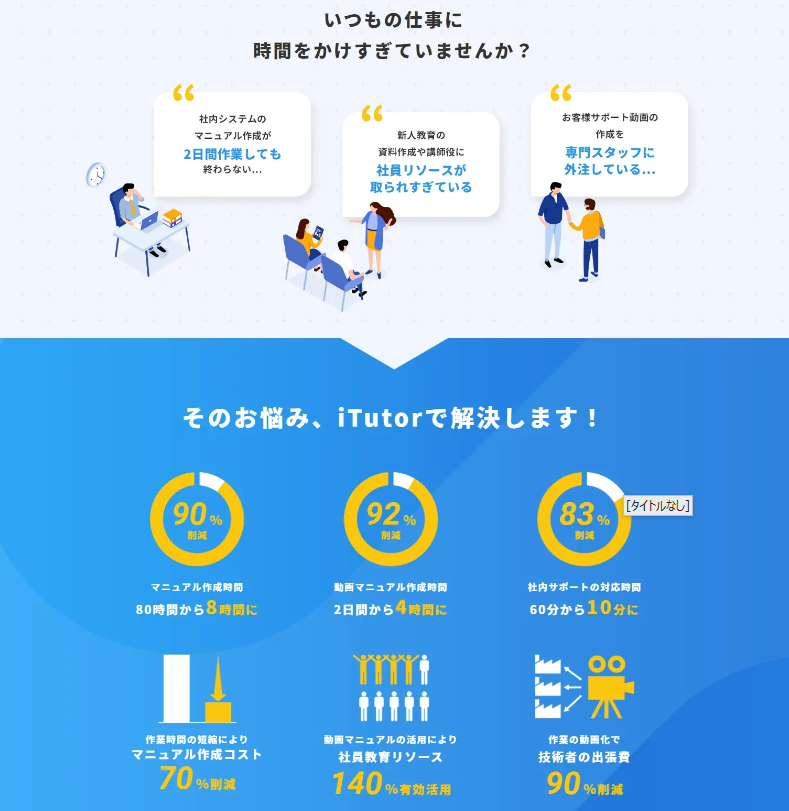 いつもの仕事に
時間をかけすぎていませんか？
社内システムの
マニュアル作成が
2日間作業しても
終わらない...
新人教育の
資料作成や講師役に
社員リソースが
取られすぎている
お客様サポート動画の
作成を
専門スタッフに
外注している...
そのお悩み、iTutorで解決します！
90%
削減
マニュアル作成時間
80時間から8時間に
92%
削減
動画マニュアル作成時間
2日間から4時間に
83%
削減
[タイトルなし]
社内サポートの対応時間
60分から10分に
作業時間の短縮により
マニュアル作成コスト
70%削減
動画マニュアルの活用により
社員教育リソース
140%有効活用
作業の動画化で
技術者の出張費
90%削減